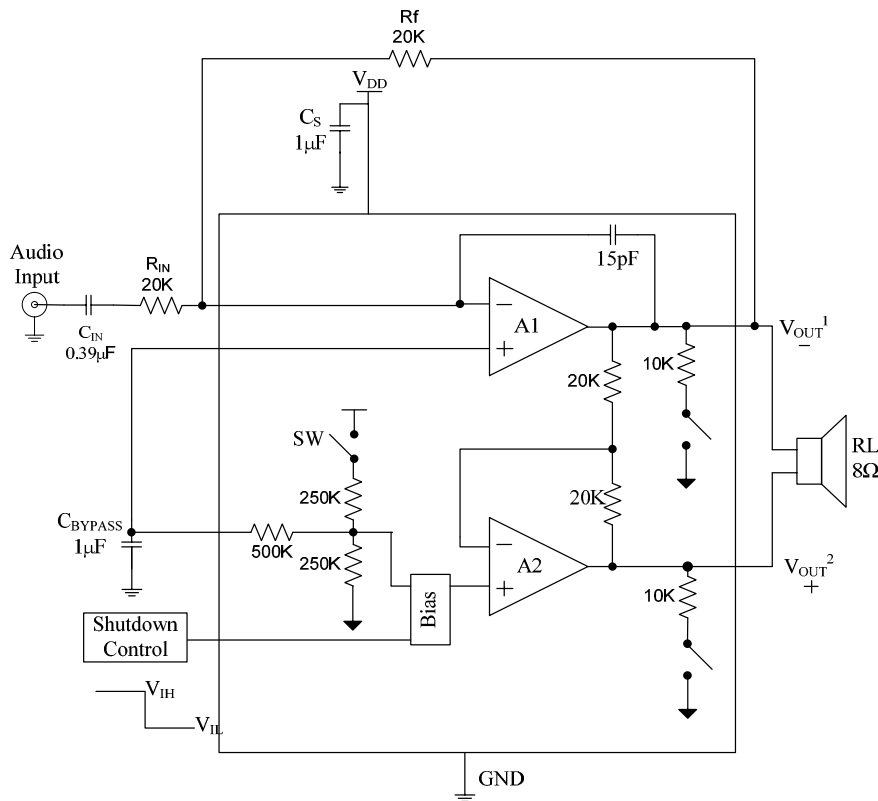 Rf
20K
VDD
CS
1μF
Audio
Input
RIN
20K
CIN
0.39μF
15pF
−
A1
+
VOUT1
−
20K
10K
SW
RL
8Ω
250K
20K
CBYPASS
1μF
500K
250K
−
A2
+
VOUT2
+
10K
Bias
Shutdown
Control
VIH
VIL
GND